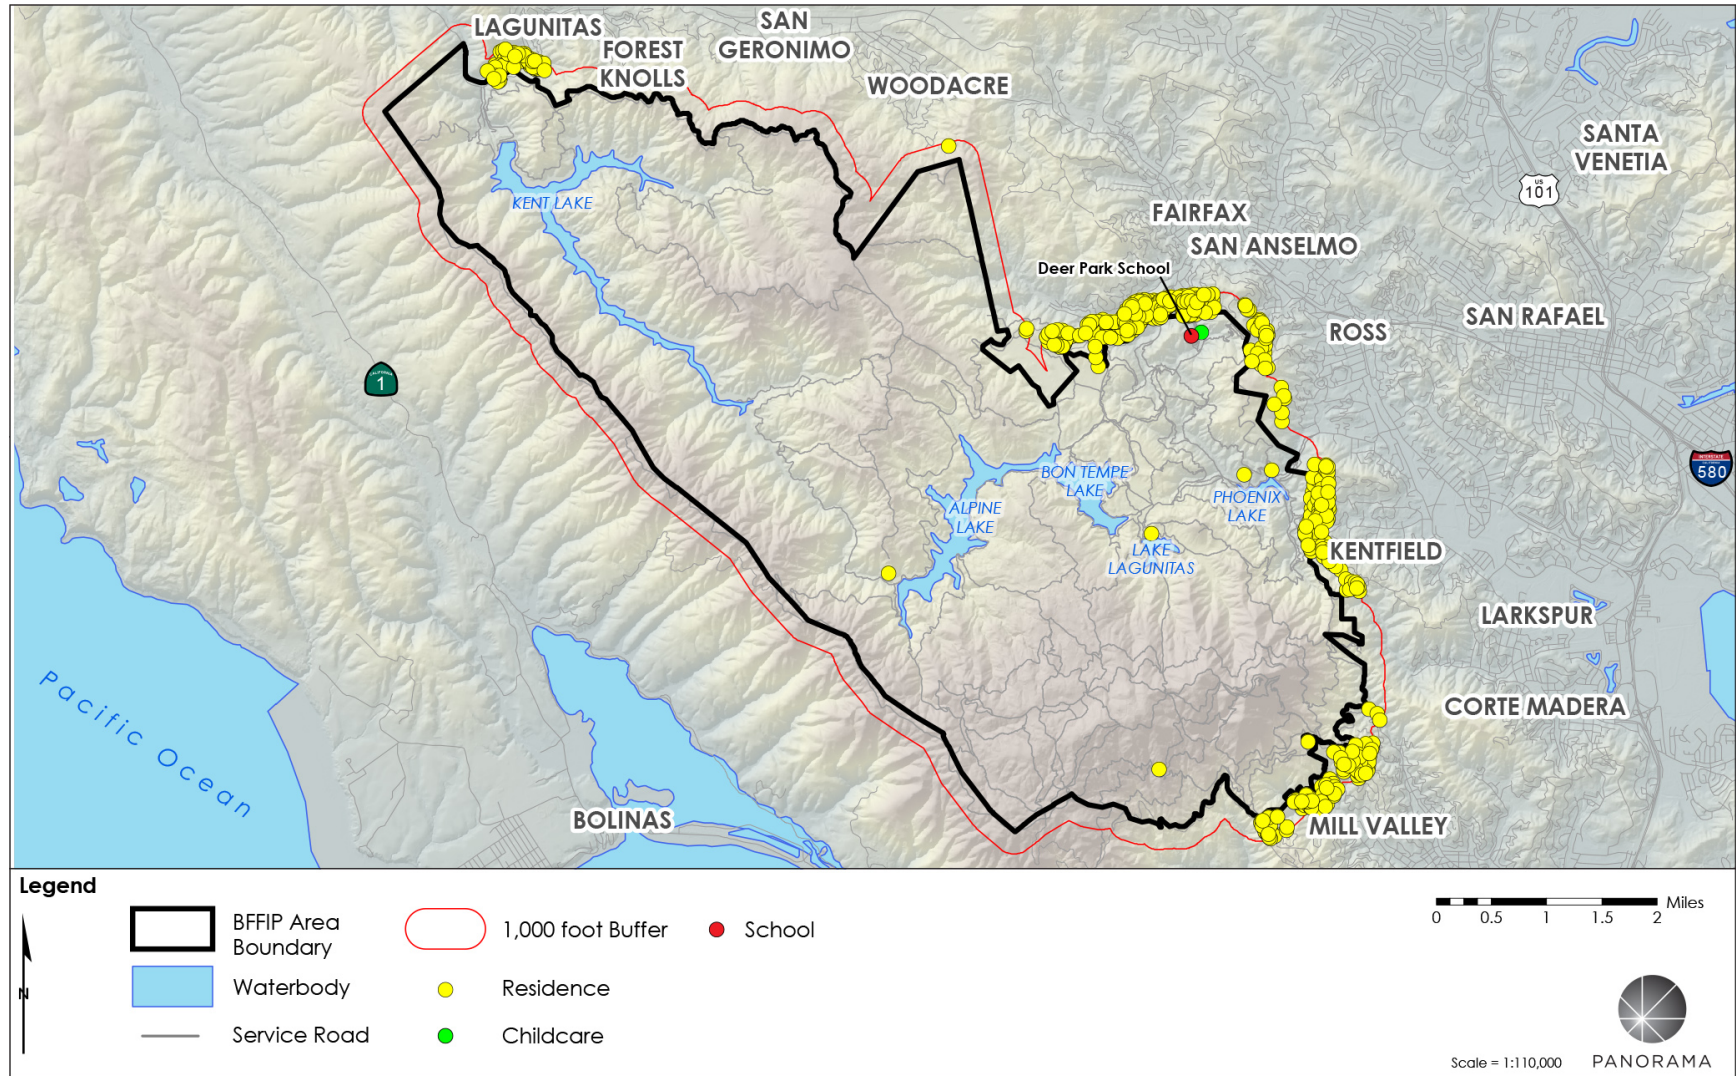 LAGUNITAS
SAN
GERONIMO
FOREST
KNOLLS
WOODACRE
SANTA
VENETIA
US
101
KENT LAKE
FAIRFAX
SAN ANSELMO
Deer Park School
SAN RAFAEL
ROSS
CALIFORNIA
1
INTERSTATE
580
BON TEMPE
LAKE
PHOENIX
LAKE
ALPINE
LAKE
LAKE
LAGUNITAS
KENTFIELD
LARKSPUR
CORTE MADERA
Pacific Ocean
BOLINAS
MILL VALLEY
Legend
N
BFFIP Area
Boundary
1,000 foot Buffer
School
Waterbody
Residence
Service Road
Childcare
Miles
0 0.5 1 1.5 2
Scale = 1:110,000
PANORAMA